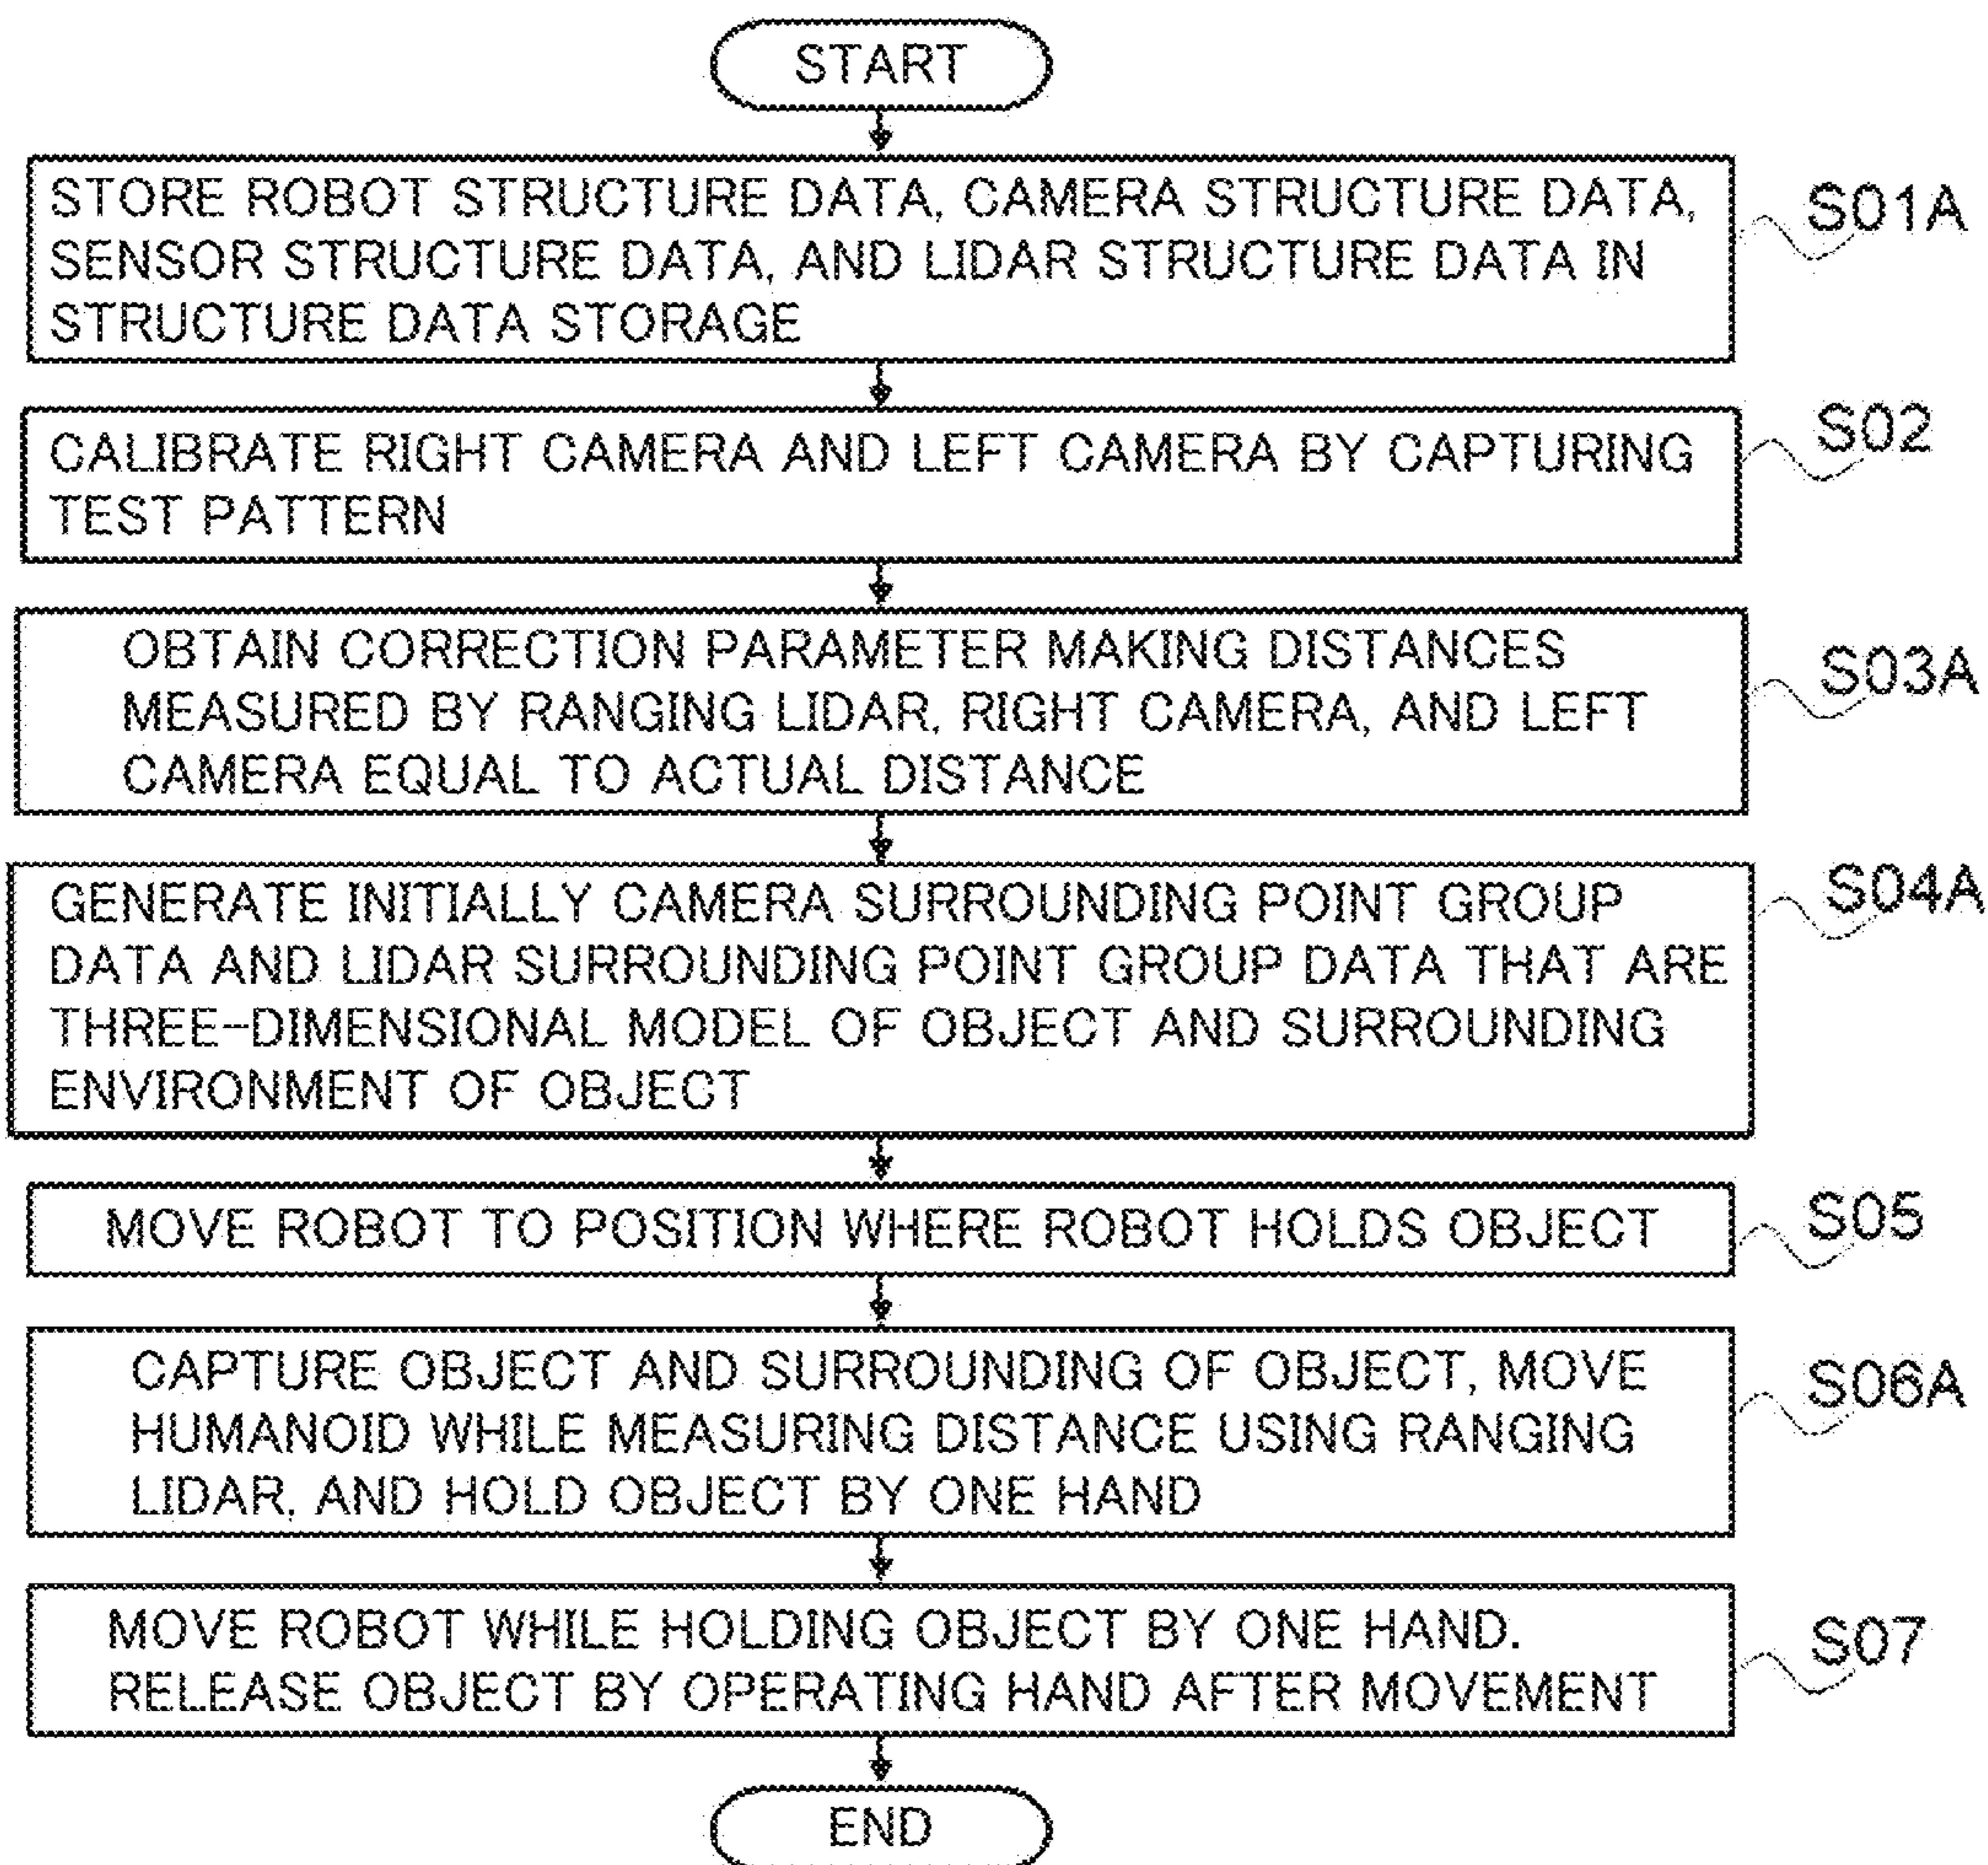 START
STORE ROBOT STRUCTURE DATA, CAMERA STRUCTURE DATA,
SENSOR STRUCTURE DATA, AND LIDAR STRUCTURE DATA IN
STRUCTURE DATA STORAGE
S01A
CALIBRATE RIGHT CAMERA AND LEFT CAMERA BY CAPTURING
TEST PATTERN
S02
OBTAIN CORRECTION PARAMETER MAKING DISTANCES
MEASURED BY RANGING LIDAR, RIGHT CAMERA, AND LEFT
CAMERA EQUAL TO ACTUAL DISTANCE
S03A
GENERATE INITIALLY CAMERA SURROUNDING POINT GROUP
DATA AND LIDAR SURROUNDING POINT GROUP DATA THAT ARE
THREE-DIMENSIONAL MODEL OF OBJECT AND SURROUNDING
ENVIRONMENT OF OBJECT
S04A
MOVE ROBOT TO POSITION WHERE ROBOT HOLDS OBJECT
S05
CAPTURE OBJECT AND SURROUNDING OF OBJECT, MOVE
HUMANOID WHILE MEASURING DISTANCE USING RANGING
LIDAR, AND HOLD OBJECT BY ONE HAND
S06A
MOVE ROBOT WHILE HOLDING OBJECT BY ONE HAND.
RELEASE OBJECT BY OPERATING HAND AFTER MOVEMENT
S07
END